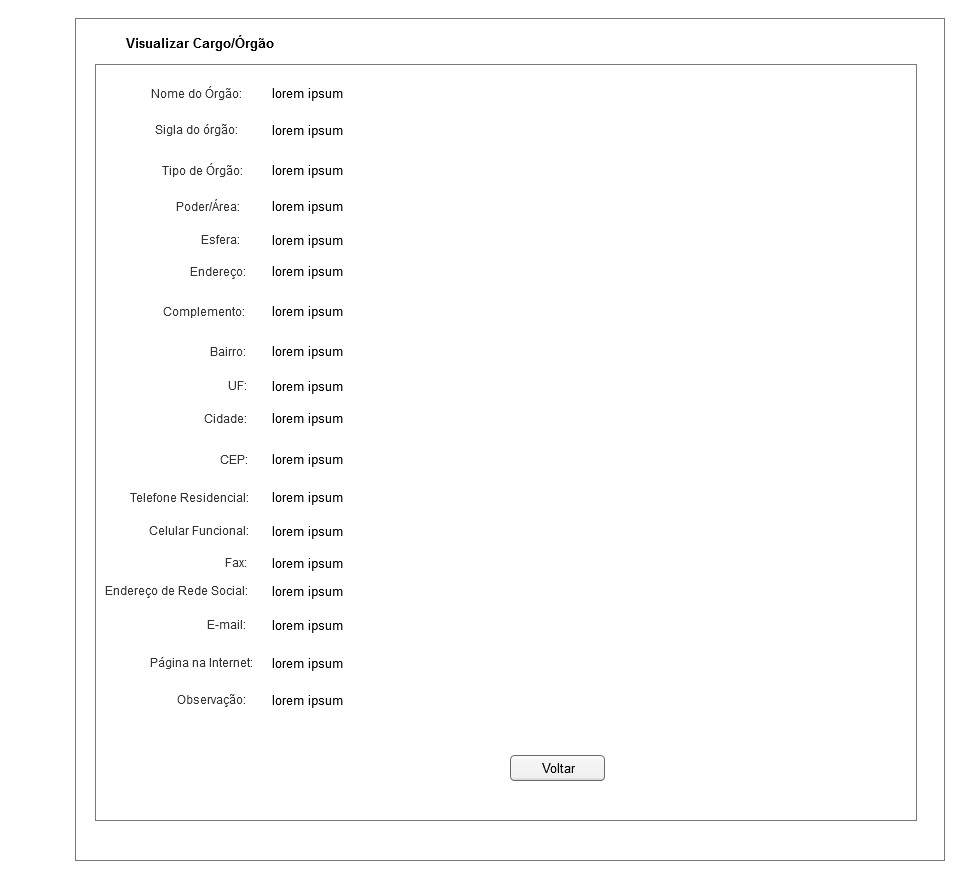 Visualizar Cargo/Órgão
Nome do Órgão: lorem ipsum
Sigla do órgão: lorem ipsum
Tipo de Órgão: lorem ipsum
Poder/Área: lorem ipsum
Esfera: lorem ipsum
Endereço: lorem ipsum
Complemento: lorem ipsum
Bairro: lorem ipsum
UF: lorem ipsum
Cidade: lorem ipsum
CEP: lorem ipsum
Telefone Residencial: lorem ipsum
Celular Funcional: lorem ipsum
Fax: lorem ipsum
Endereço de Rede Social: lorem ipsum
E-mail: lorem ipsum
Página na Internet: lorem ipsum
Observação: lorem ipsum
Voltar